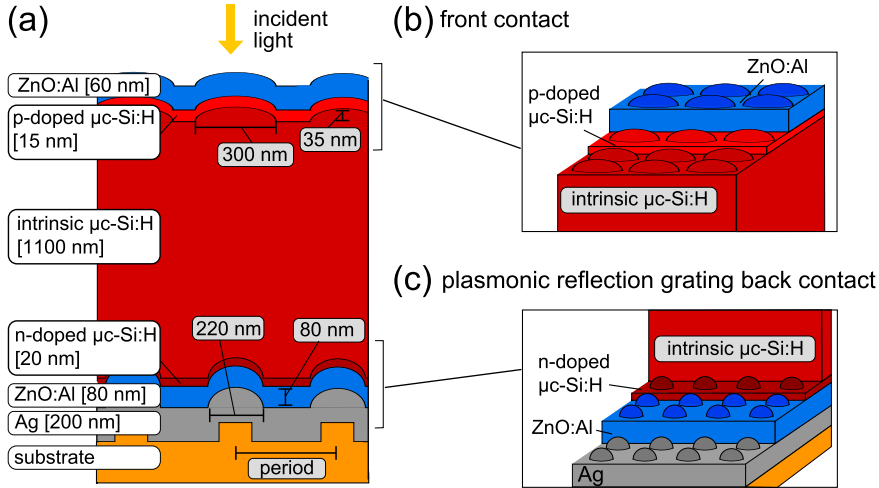 (a)
incident
light
ZnO:Al [60 nm]
p-doped µc-Si:H
[15 nm]
300 nm
35 nm
intrinsic µc-Si:H
[1100 nm]
n-doped µc-Si:H
[20 nm]
220 nm
80 nm
ZnO:Al [80 nm]
Ag [200 nm]
substrate
period
(b) front contact
ZnO:Al
p-doped
µc-Si:H
intrinsic µc-Si:H
(c) plasmonic reflection grating back contact
intrinsic µc-Si:H
n-doped
µc-Si:H
ZnO:Al
Ag